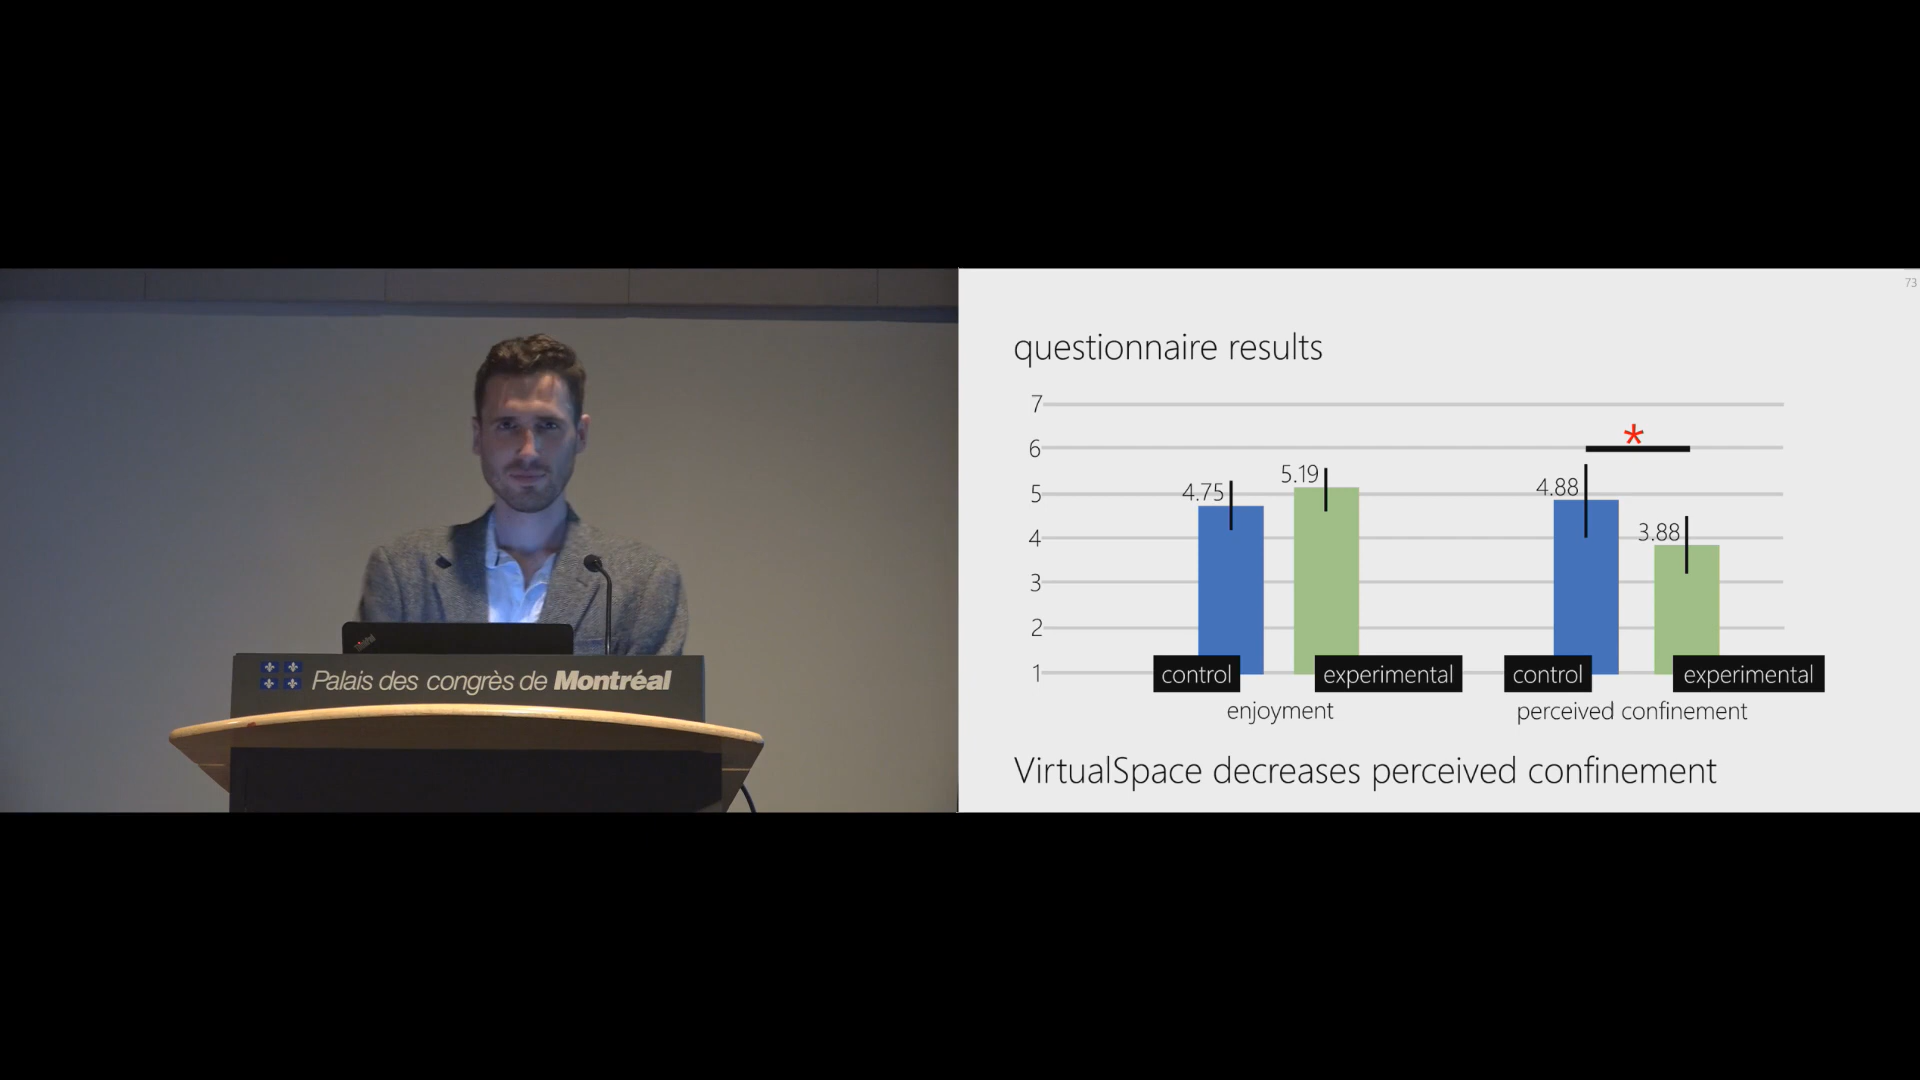 Palais des congrès de Montréal
73
questionnaire results
7
6
5
4
3
2
1
*
4.75
5.19
4.88
3.88
control
experimental
control
experimental
enjoyment
perceived confinement
VirtualSpace decreases perceived confinement